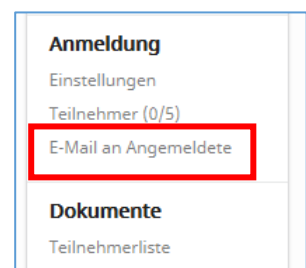 Anmeldung
Einstellungen
Teilnehmer (0/5)
E-Mail an Angemeldete
Dokumente
Teilnehmerliste